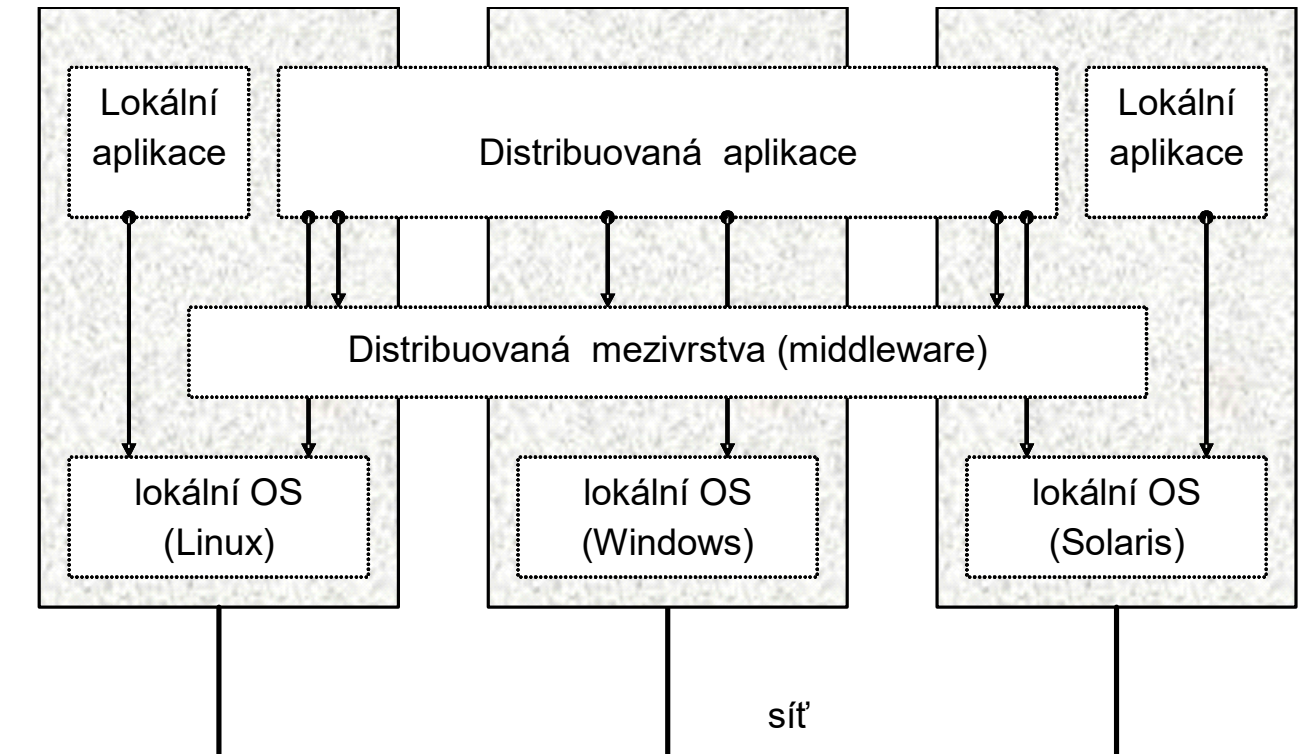 Lokální
aplikace
Distribuovaná aplikace
Lokální
aplikace
Distribuovaná mezivrstva (middleware)
lokální OS
(Linux)
lokální OS
(Windows)
lokální OS
(Solaris)
síť